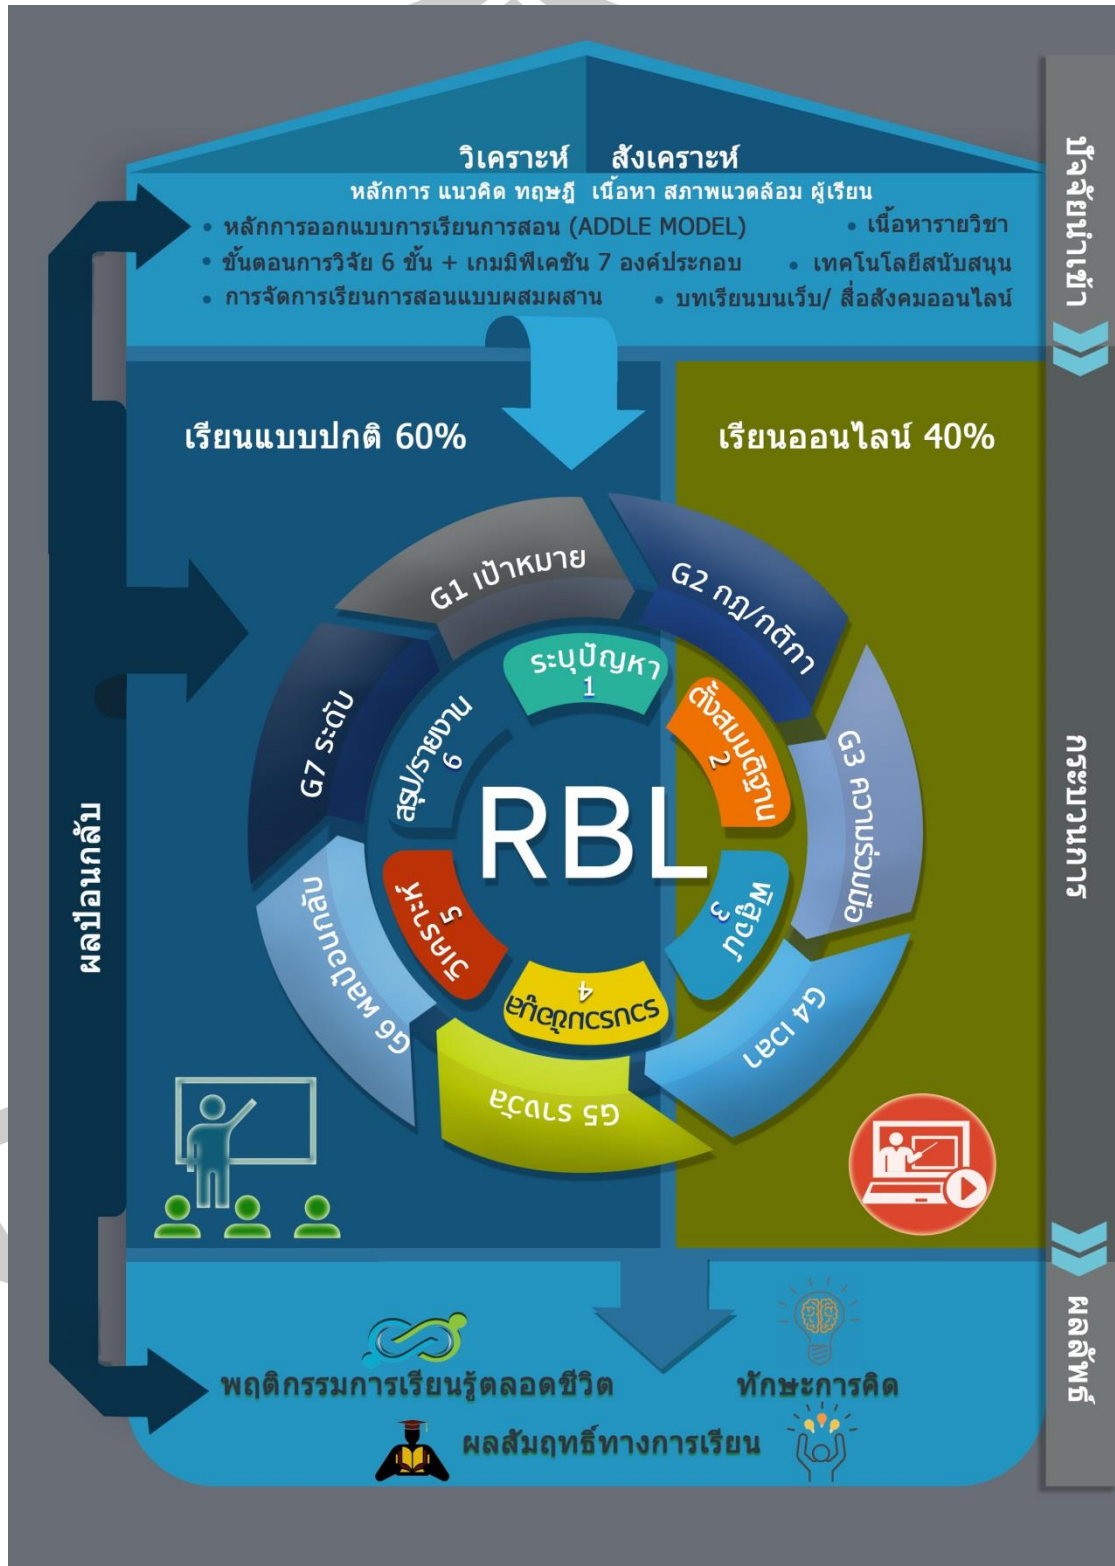 วิเคราะห์ สังเคราะห์
หลักการ แนวคิด ทฤษฎี เนื้อหา สภาพแวดล้อม ผู้เรียน
• หลักการออกแบบการเรียนการสอน (ADDLE MODEL)
• เนื้อหารายวิชา
• ขั้นตอนการวิจัย 6 ขั้น + เกมมิพีเคชัน 7 องค์ประกอบ
• เทคโนโลยีสนับสนุน
• การจัดการเรียนการสอนแบบผสมผสาน
• บทเรียนบนเว็บ/ สื่อสังคมออนไลน์
ปัจจัยนำเข้า
เรียนแบบปกติ 60%
เรียนออนไลน์ 40%
G1 เป้าหมาย
G2 กฎ/กติกา
G3 ความร่วมมือ
G4 เวลา
G5 รางวัล
G6 ผลป้อนกลับ
G7 ระดับ
ระบุปัญหา
1
ตั้งสมมติฐาน
2
พิสูจน์
3
รวบรวมข้อมูล
4
วิเคราะห์
5
สรุป/รายงาน
6
RBL
ผลป้อนกลับ
กระบวนการ
ผลลัพธ์
พฤติกรรมการเรียนรู้ตลอดชีวิต
ทักษะการคิด
ผลสัมฤทธิ์ทางการเรียน